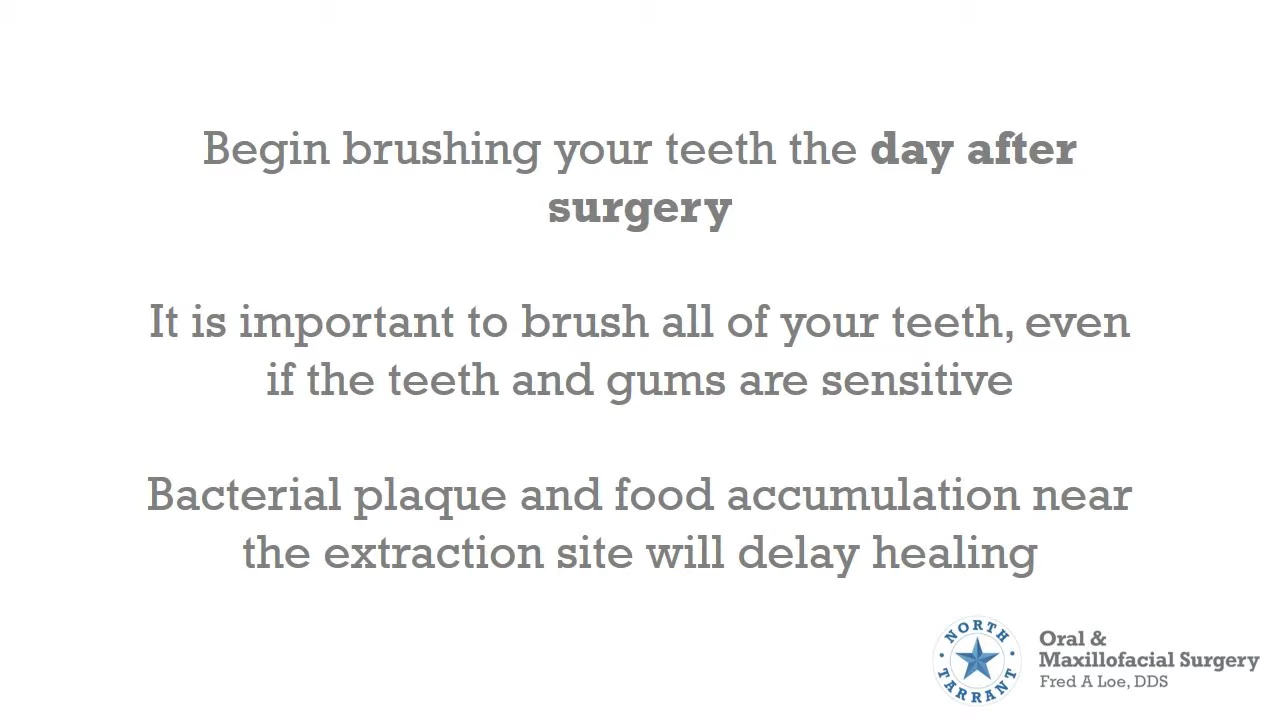 Begin brushing your teeth the day after
surgery
It is important to brush all of your teeth, even
if the teeth and gums are sensitive
Bacterial plaque and food accumulation near
the extraction site will delay healing
NORTH
TARRANT
Oral &
Maxillofacial Surgery
Fred A Loe, DDS